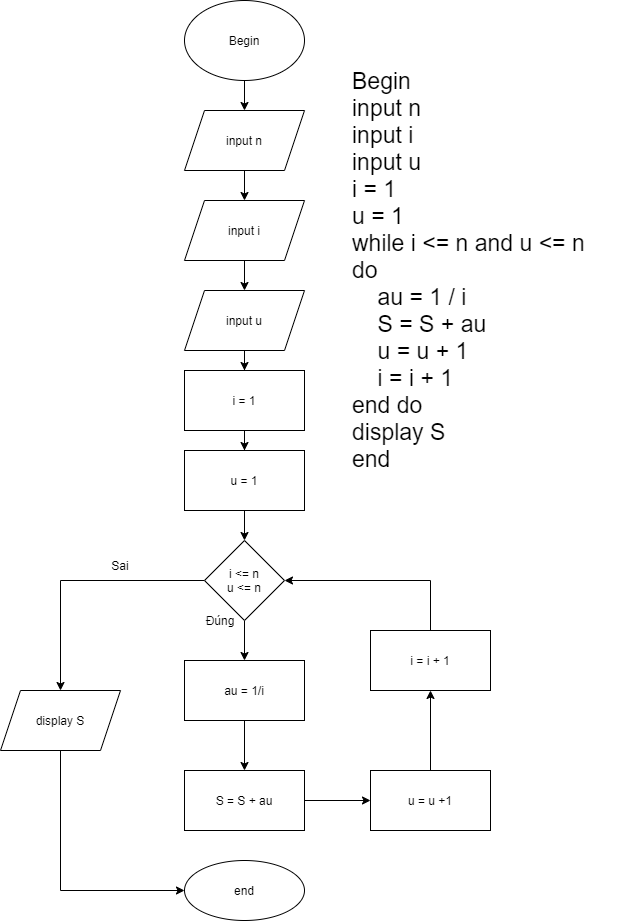 Begin
input n
input i
input u
i = 1
u = 1
i <= n
u <= n
Sai
Đúng
au = 1/i
S = S + au
u = u +1
i = i + 1
display S
end
Begin
input n
input i
input u
i = 1
u = 1
while i <= n and u <= n
do
au = 1 / i
S = S + au
u = u + 1
i = i + 1
end do
display S
end